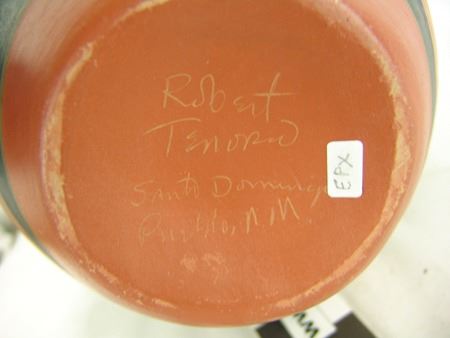 Robert
Tenorio
Santo Domingo
Pueblo, N.M.
EPX